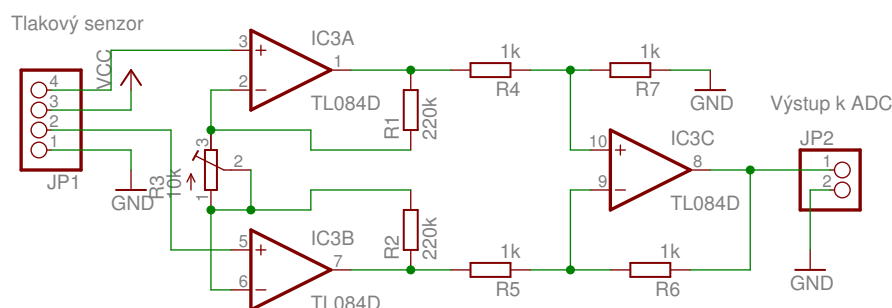 Tlakový senzor
VCC
4
3
2
1
JP1
GND
3
2
IC3A
1
TL084D
R1
220k
3
2
1
R3
10k
5
6
IC3B
7
TL084D
R2
220k
1k
R4
1k
R7
GND
10
9
IC3C
8
TL084D
1k
R5
1k
R6
Výstup k ADC
JP2
1
2
GND